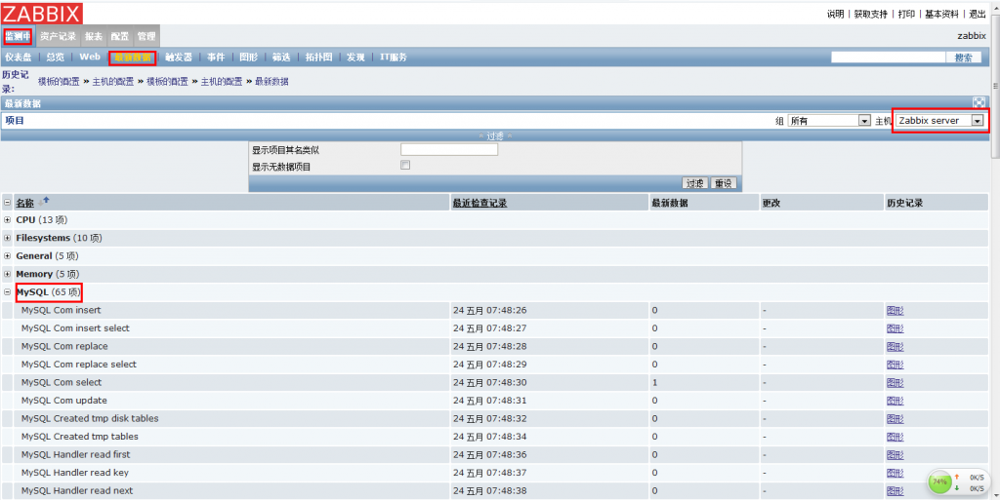 ZABBIX
说明 | 获取支持 | 打印 | 基本资料 | 退出
监测中 资产记录 报表 配置 管理 zabbix
仪表盘 | 总览 | Web | 最新数据 | 触发器 | 事件 | 图形 | 筛选 | 拓扑图 | 发现 | IT服务 搜索
历史记录: 模板的配置 » 主机的配置 » 模板的配置 » 主机的配置 » 最新数据
最新数据
项目 组 所有 主机 Zabbix server
过滤
显示项目其名类似
显示无数据项目
过滤 重设
名称 最近检查记录 最新数据 更改 历史记录
CPU (13 项)
Filesystems (10 项)
General (5 项)
Memory (5 项)
MySQL (65 项)
MySQL Com insert 24 五月 07:48:26 0 - 图形
MySQL Com insert select 24 五月 07:48:27 0 - 图形
MySQL Com replace 24 五月 07:48:28 0 - 图形
MySQL Com replace select 24 五月 07:48:29 0 - 图形
MySQL Com select 24 五月 07:48:30 1 - 图形
MySQL Com update 24 五月 07:48:31 0 - 图形
MySQL Created tmp disk tables 24 五月 07:48:32 0 - 图形
MySQL Created tmp tables 24 五月 07:48:34 0 - 图形
MySQL Handler read first 24 五月 07:48:36 0 - 图形
MySQL Handler read key 24 五月 07:48:37 0 - 图形
MySQL Handler read next 24 五月 07:48:38 0 - 图形
74% 0K/S
0K/S